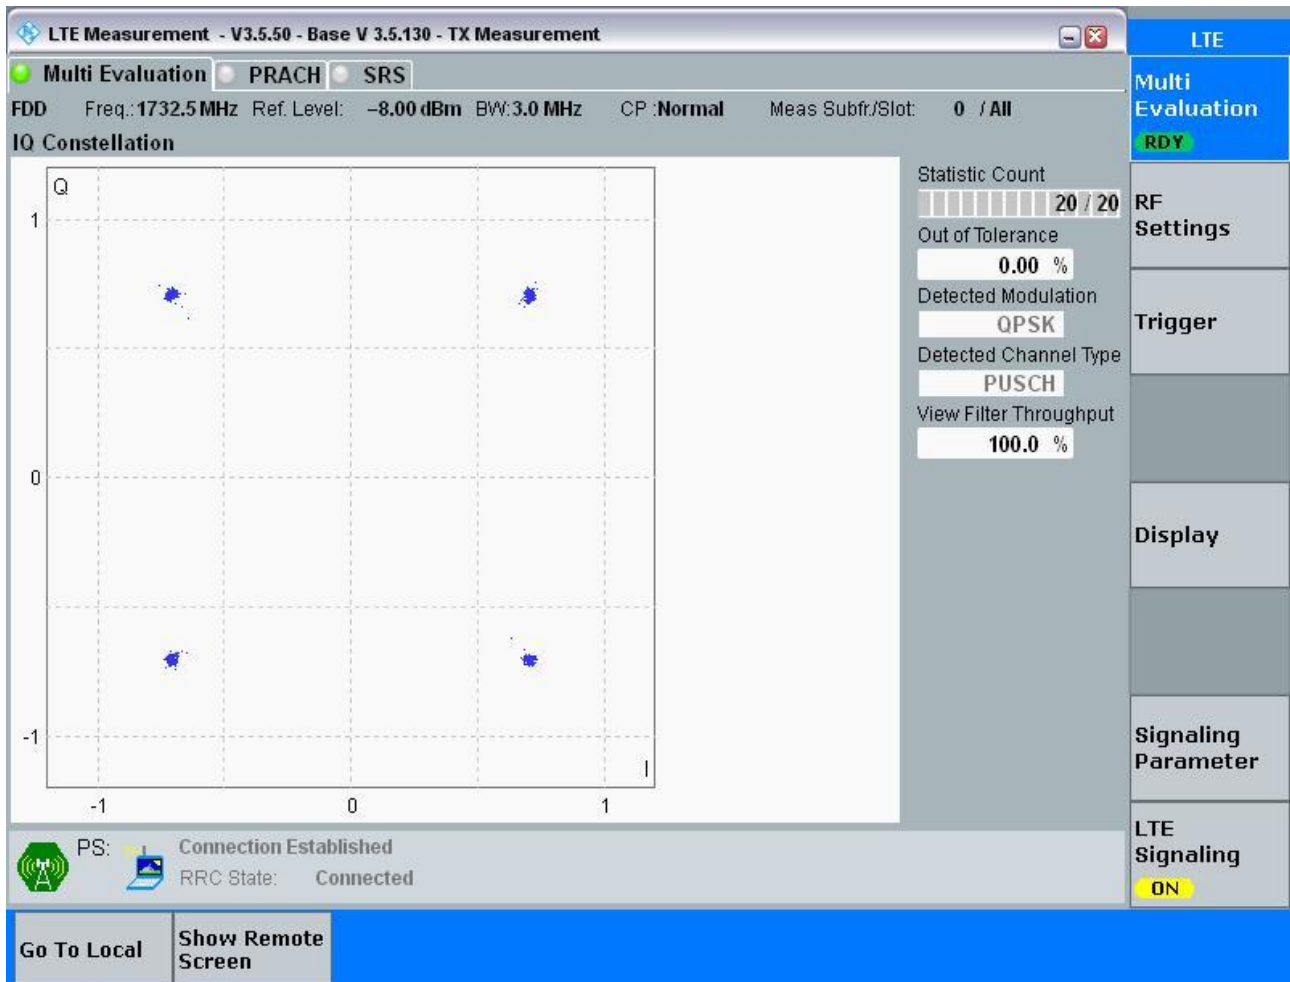 LTE Measurement - V3.5.50 - Base V 3.5.130 - TX Measurement
LTE
Multi Evaluation PRACH SRS
FDD Freq.:1732.5 MHz Ref. Level: –8.00 dBm BW:3.0 MHz CP :Normal Meas Subfr./Slot: 0 / All
IQ Constellation
Q
1
0
-1
-1 0 1
I
Statistic Count
20 / 20
Out of Tolerance
0.00 %
Detected Modulation
QPSK
Detected Channel Type
PUSCH
View Filter Throughput
100.0 %
Multi
Evaluation
RDY
RF
Settings
Trigger
Display
Signaling
Parameter
LTE
Signaling
ON
PS: Connection Established
RRC State: Connected
Go To Local
Show Remote
Screen